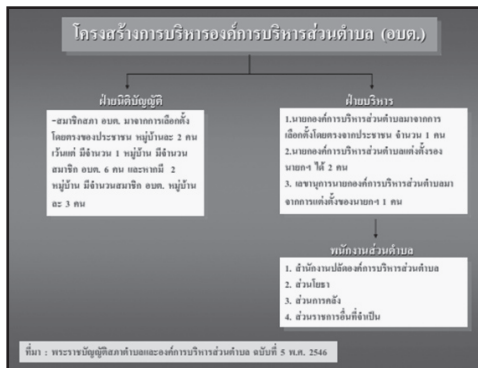 โครงสร้างการบริหารองค์การบริหารส่วนตำบล (อบต.)
ฝ่ายนิติบัญญัติ
-สมาชิกสภา อบต. มาจากการเลือกตั้ง
โดยตรงของประชาชน หมู่บ้านละ 2 คน
เว้นแต่ มีจำนวน 1 หมู่บ้าน มีจำนวน
สมาชิก อบต. 6 คน และหากมี 2
หมู่บ้าน มีจำนวนสมาชิก อบต. หมู่บ้าน
ละ 3 คน
ฝ่ายบริหาร
1.นายกองค์การบริหารส่วนตำบลมาจากการ
เลือกตั้งโดยตรงจากประชาชน จำนวน 1 คน
2.นายกองค์การบริหารส่วนตำบลแต่งตั้งรอง
นายกฯ ได้ 2 คน
3. เลขานุการนายกองค์การบริหารส่วนตำบลมา
จากการแต่งตั้งของนายกฯ 1 คน
พนักงานส่วนตำบล
1. สำนักงานปลัดองค์การบริหารส่วนตำบล
2. ส่วนโยธา
3. ส่วนการคลัง
4. ส่วนราชการอื่นที่จำเป็น
ที่มา : พระราชบัญญัติสภาตำบลและองค์การบริหารส่วนตำบล ฉบับที่ 5 พ.ศ. 2546